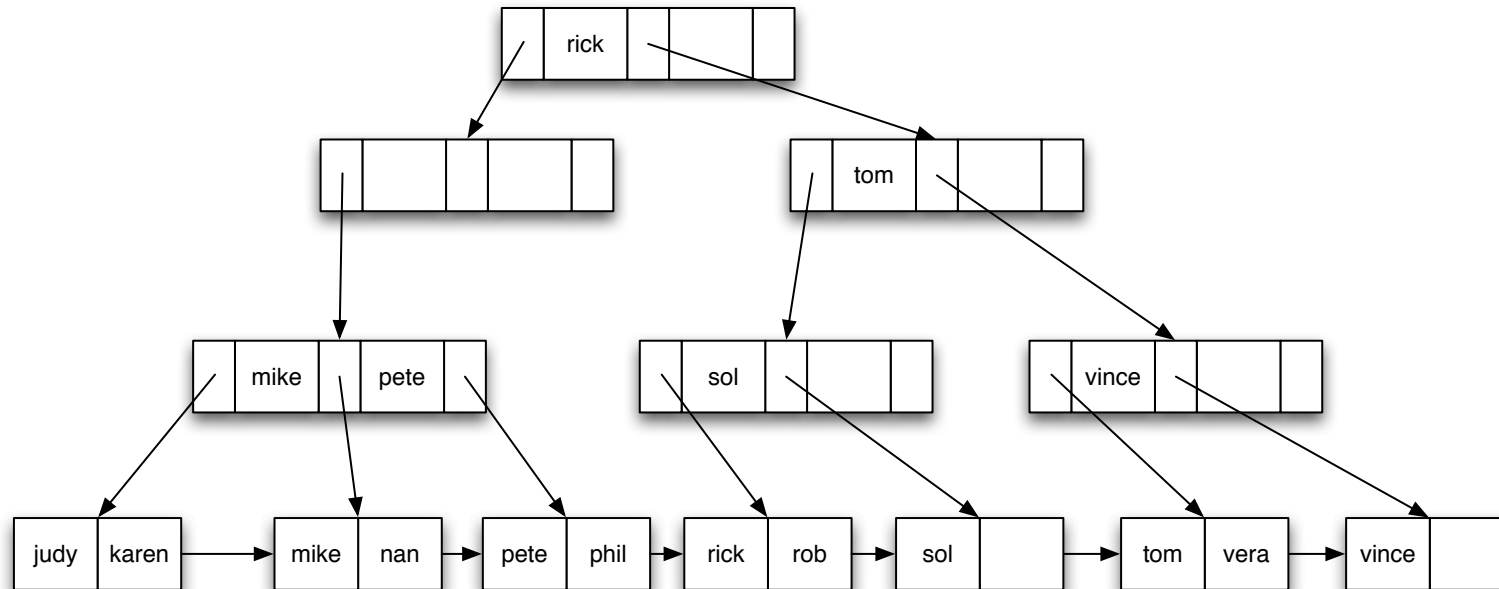 rick
tom
mike pete sol vince
judy karen mike nan pete phil rick rob sol tom vera vince